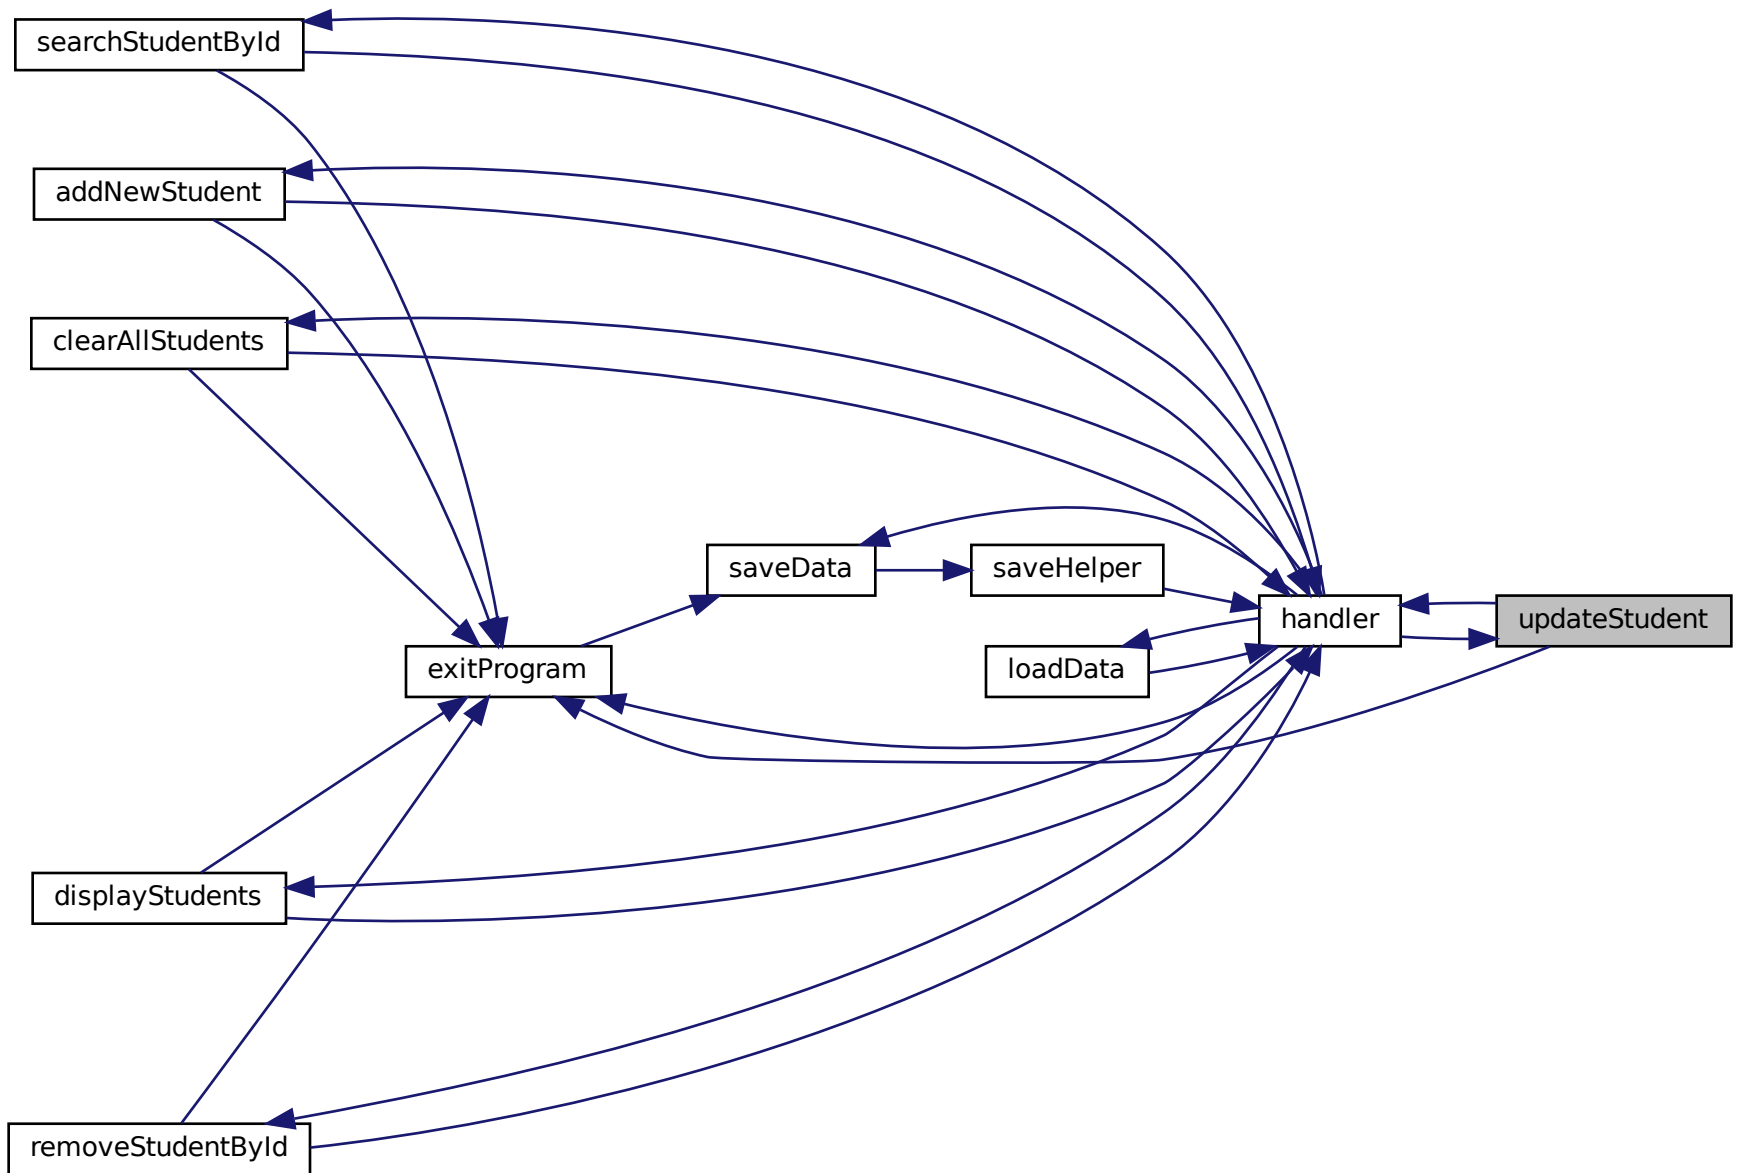 searchStudentById
addNewStudent
clearAllStudents
saveData
saveHelper
handler
updateStudent
exitProgram
loadData
displayStudents
removeStudentById